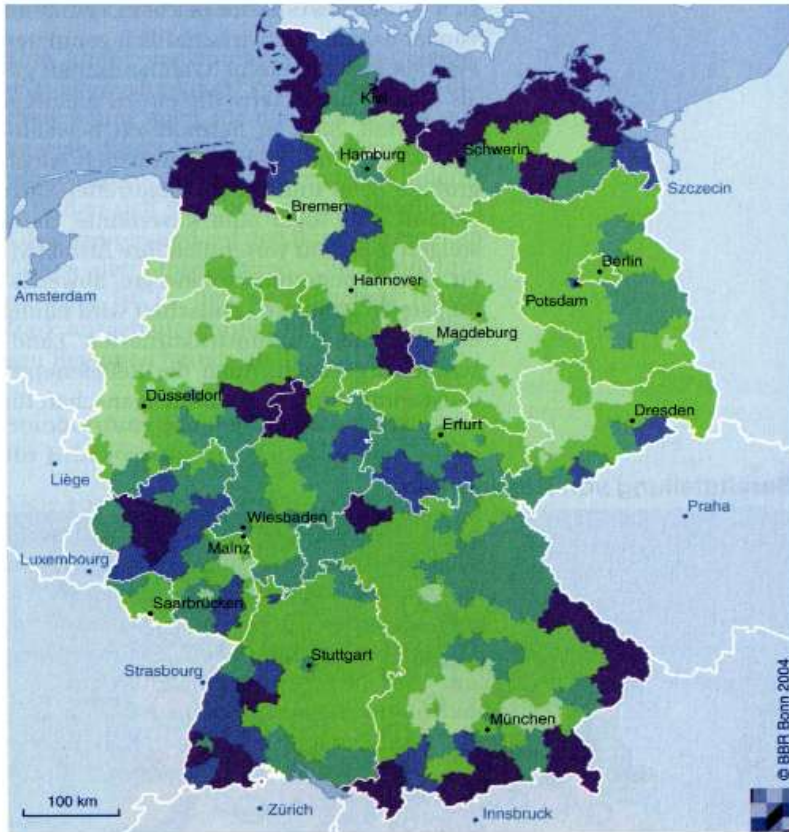 Kiel
Hamburg
Schwerin
Szczecin
Bremen
Berlin
Amsterdam
Hannover
Potsdam
Magdeburg
Düsseldorf
Erfurt
Dresden
Liège
Wiesbaden
Praha
Mainz
Luxembourg
Saarbrücken
Stuttgart
Strasbourg
München
© BBR Bonn 2004
100 km
Zürich
Innsbruck